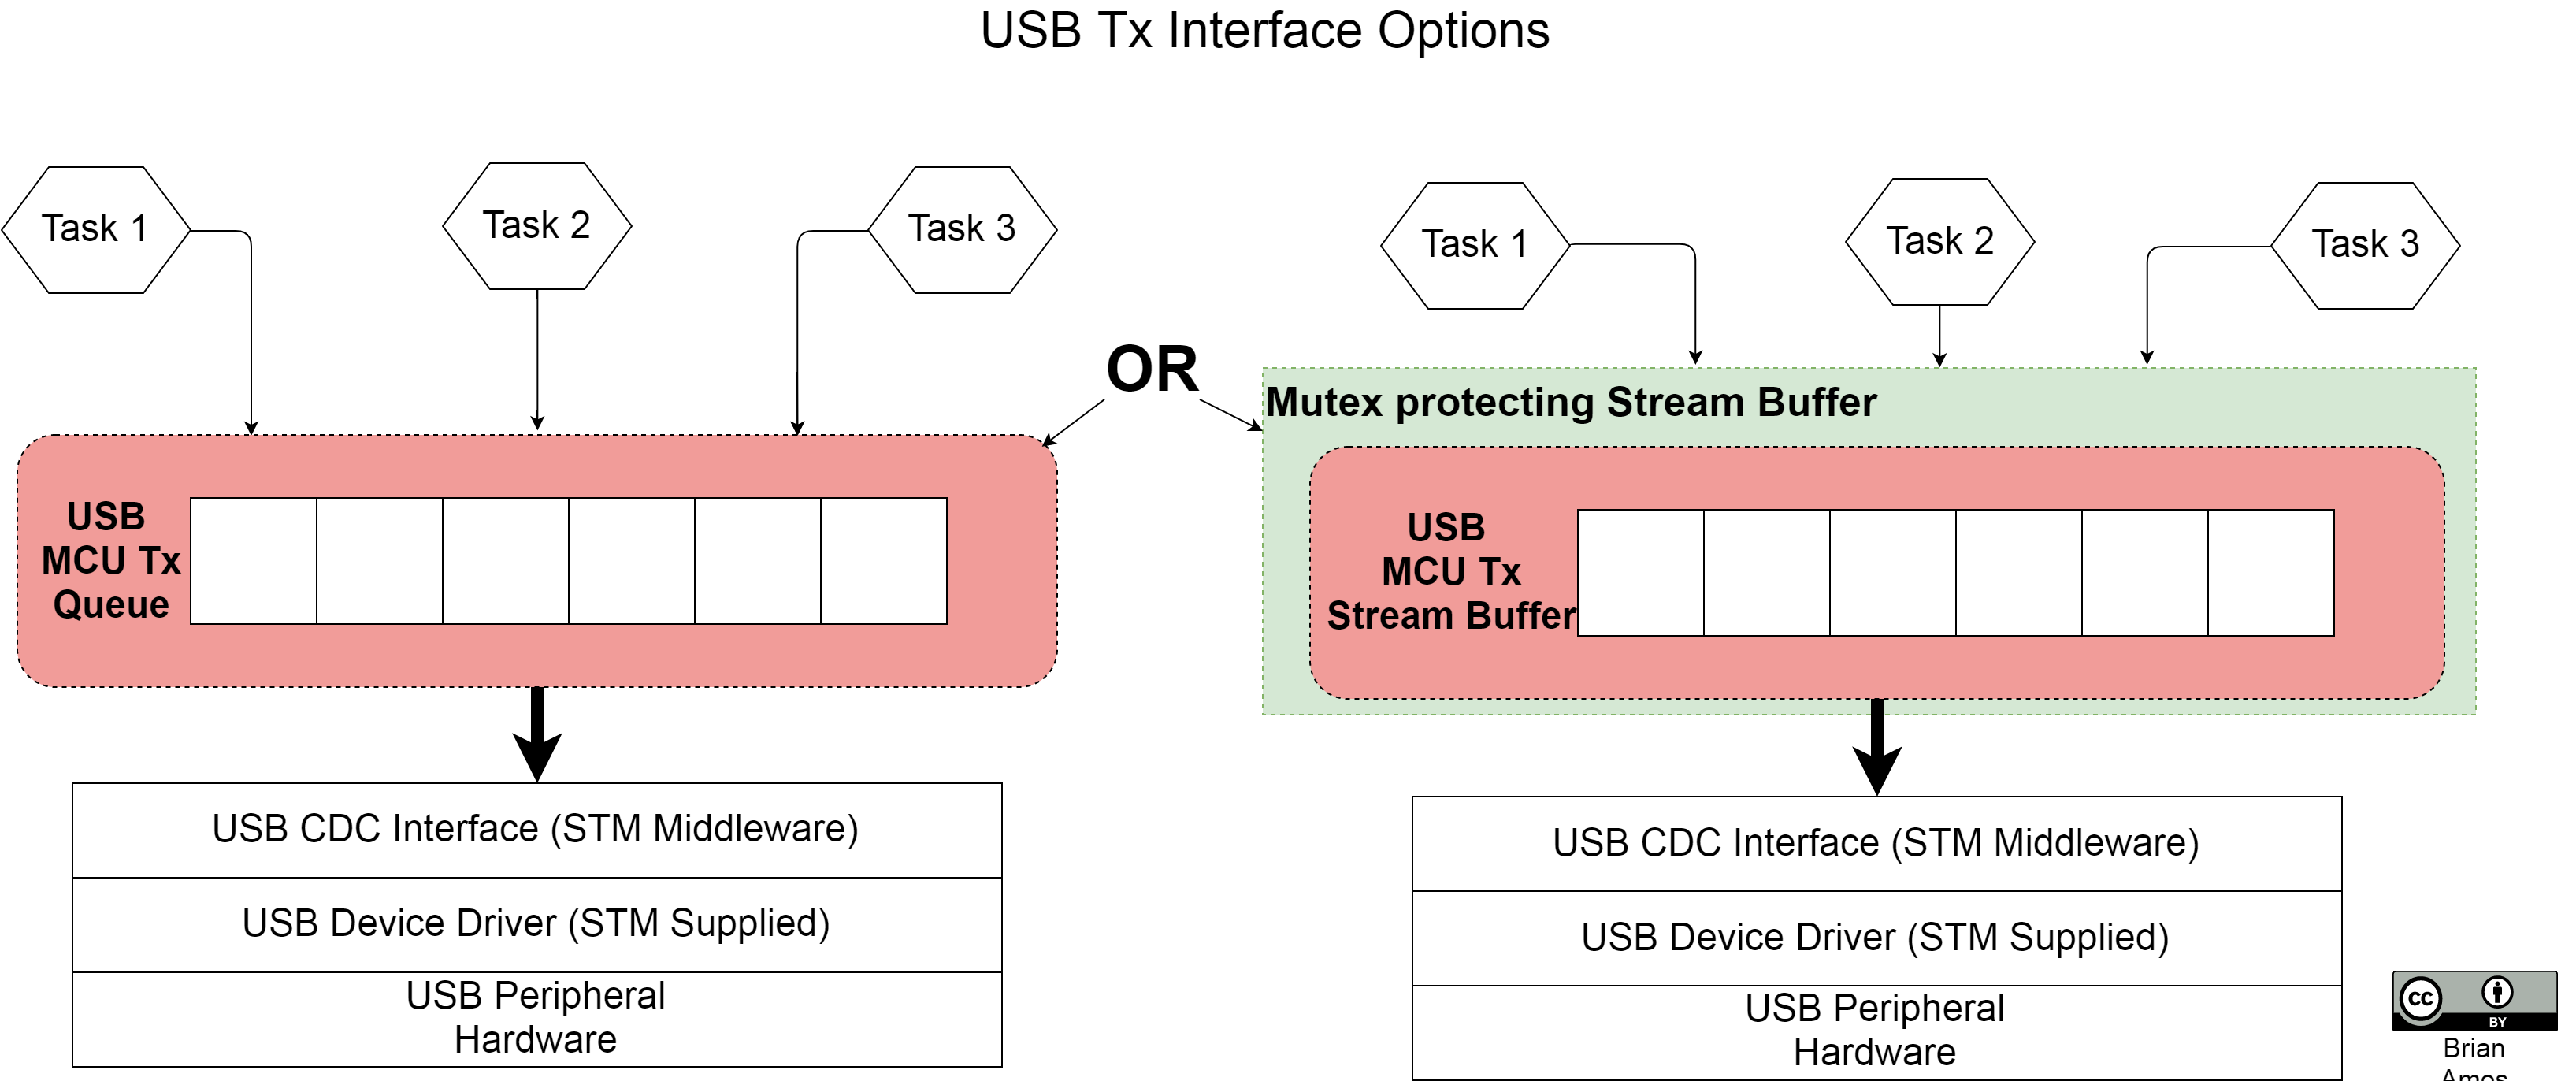 USB Tx Interface Options
Task 1
Task 2
Task 3
OR
USB
MCU Tx
Queue
USB CDC Interface (STM Middleware)
USB Device Driver (STM Supplied)
USB Peripheral
Hardware
Task 1
Task 2
Task 3
Mutex protecting Stream Buffer
USB
MCU Tx
Stream Buffer
USB CDC Interface (STM Middleware)
USB Device Driver (STM Supplied)
USB Peripheral
Hardware
cc
BY
Brian
Amos